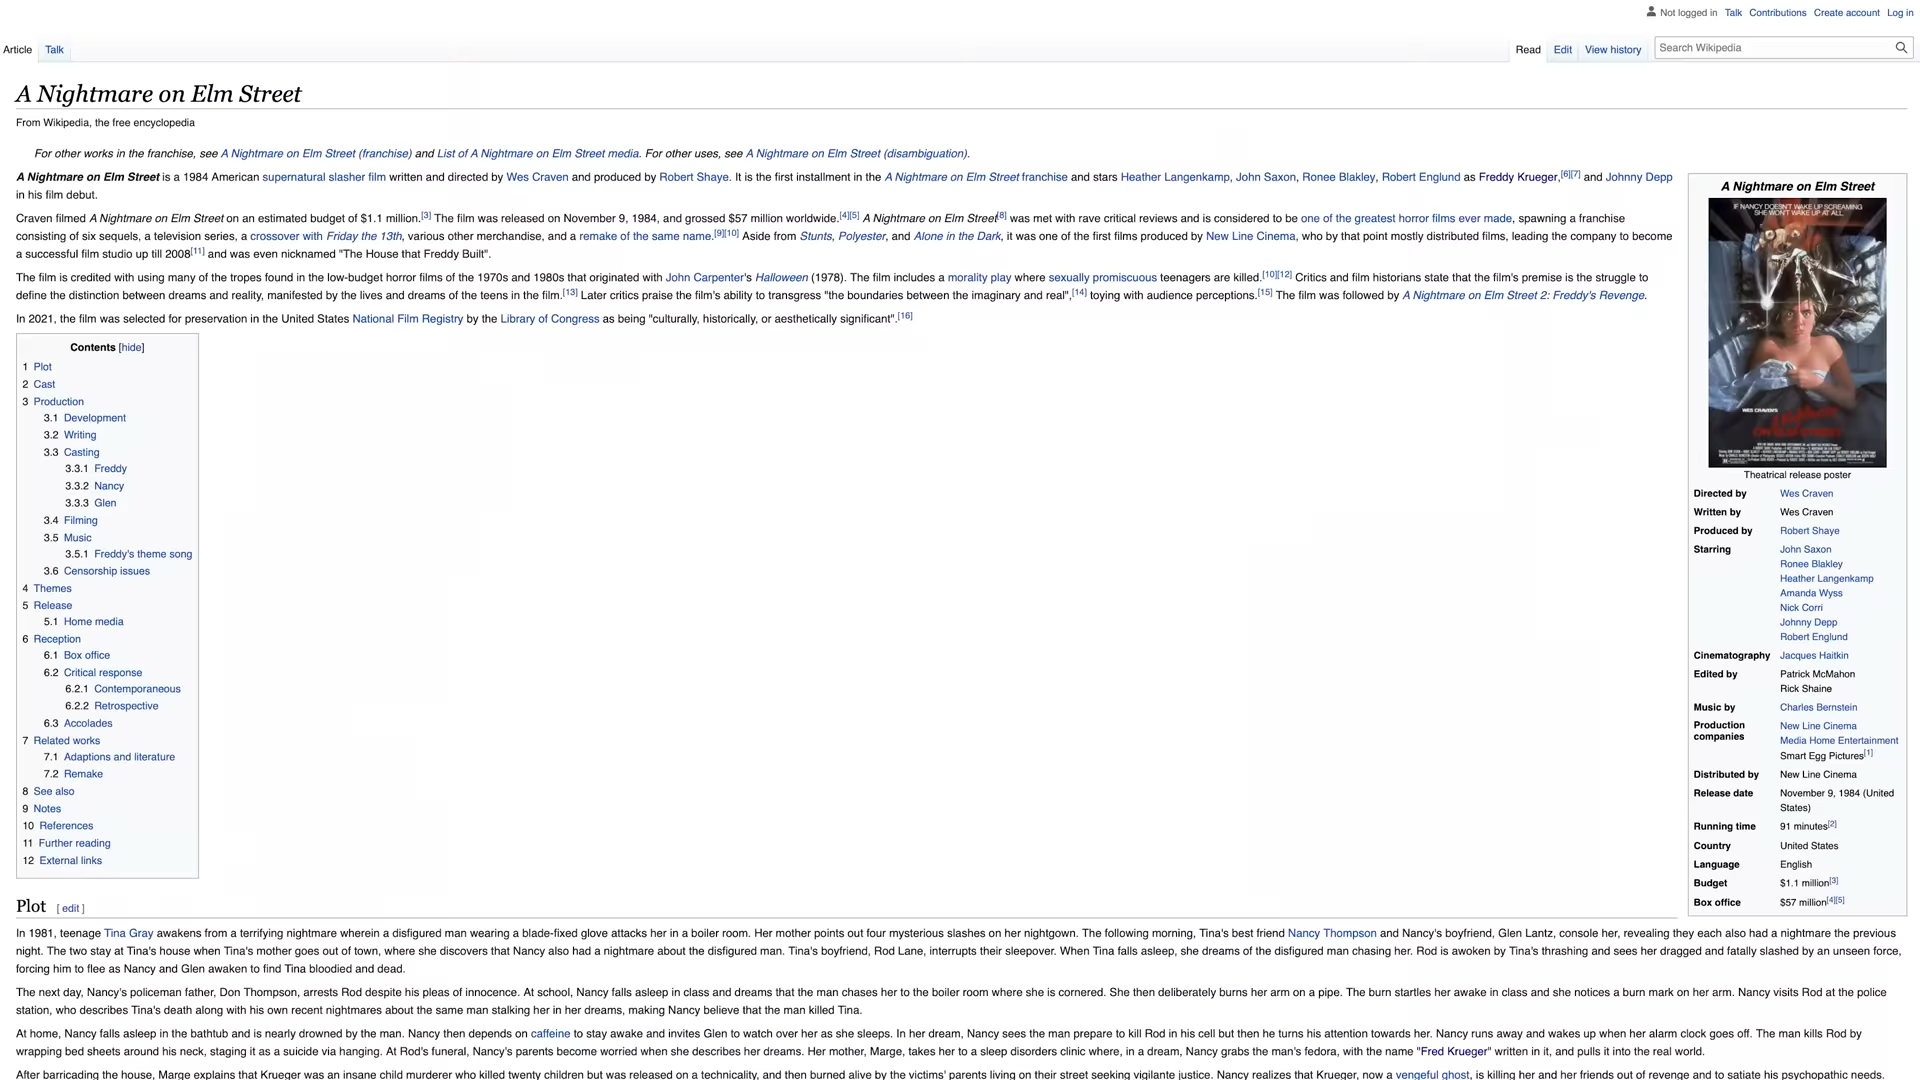 Not logged in Talk Contributions Create account Log in
Article Talk
Read Edit View history Search Wikipedia
A Nightmare on Elm Street
From Wikipedia, the free encyclopedia
For other works in the franchise, see A Nightmare on Elm Street (franchise) and List of A Nightmare on Elm Street media. For other uses, see A Nightmare on Elm Street (disambiguation).
A Nightmare on Elm Street is a 1984 American supernatural slasher film written and directed by Wes Craven and produced by Robert Shaye. It is the first installment in the A Nightmare on Elm Street franchise and stars Heather Langenkamp, John Saxon, Ronee Blakley, Robert Englund as Freddy Krueger,[6][7] and Johnny Depp
in his film debut.
Craven filmed A Nightmare on Elm Street on an estimated budget of $1.1 million.[3] The film was released on November 9, 1984, and grossed $57 million worldwide.[4][5] A Nightmare on Elm Street[8] was met with rave critical reviews and is considered to be one of the greatest horror films ever made, spawning a franchise
consisting of six sequels, a television series, a crossover with Friday the 13th, various other merchandise, and a remake of the same name.[9][10] Aside from Stunts, Polyester, and Alone in the Dark, it was one of the first films produced by New Line Cinema, who by that point mostly distributed films, leading the company to become
a successful film studio up till 2008[11] and was even nicknamed "The House that Freddy Built".
The film is credited with using many of the tropes found in the low-budget horror films of the 1970s and 1980s that originated with John Carpenter's Halloween (1978). The film includes a morality play where sexually promiscuous teenagers are killed.[10][12] Critics and film historians state that the film's premise is the struggle to
define the distinction between dreams and reality, manifested by the lives and dreams of the teens in the film.[13] Later critics praise the film's ability to transgress "the boundaries between the imaginary and real",[14] toying with audience perceptions.[15] The film was followed by A Nightmare on Elm Street 2: Freddy's Revenge.
In 2021, the film was selected for preservation in the United States National Film Registry by the Library of Congress as being "culturally, historically, or aesthetically significant".[16]
Contents [hide]
1 Plot
2 Cast
3 Production
3.1 Development
3.2 Writing
3.3 Casting
3.3.1 Freddy
3.3.2 Nancy
3.3.3 Glen
3.4 Filming
3.5 Music
3.5.1 Freddy's theme song
3.6 Censorship issues
4 Themes
5 Release
5.1 Home media
6 Reception
6.1 Box office
6.2 Critical response
6.2.1 Contemporaneous
6.2.2 Retrospective
6.3 Accolades
7 Related works
7.1 Adaptions and literature
7.2 Remake
8 See also
9 Notes
10 References
11 Further reading
12 External links
A Nightmare on Elm Street
IF NANCY DOESN'T WAKE UP SCREAMING
SHE WON'T WAKE UP AT ALL.
WES CRAVEN'S
A Nightmare
ON ELM STREET
Theatrical release poster
Directed by Wes Craven
Written by Wes Craven
Produced by Robert Shaye
Starring John Saxon
Ronee Blakley
Heather Langenkamp
Amanda Wyss
Nick Corri
Johnny Depp
Robert Englund
Cinematography Jacques Haitkin
Edited by Patrick McMahon
Rick Shaine
Music by Charles Bernstein
Production companies New Line Cinema
Media Home Entertainment
Smart Egg Pictures[1]
Distributed by New Line Cinema
Release date November 9, 1984 (United
States)
Running time 91 minutes[2]
Country United States
Language English
Budget $1.1 million[3]
Box office $57 million[4][5]
Plot [ edit ]
In 1981, teenage Tina Gray awakens from a terrifying nightmare wherein a disfigured man wearing a blade-fixed glove attacks her in a boiler room. Her mother points out four mysterious slashes on her nightgown. The following morning, Tina's best friend Nancy Thompson and Nancy's boyfriend, Glen Lantz, console her, revealing they each also had a nightmare the previous
night. The two stay at Tina's house when Tina's mother goes out of town, where she discovers that Nancy also had a nightmare about the disfigured man. Tina's boyfriend, Rod Lane, interrupts their sleepover. When Tina falls asleep, she dreams of the disfigured man chasing her. Rod is awoken by Tina's thrashing and sees her dragged and fatally slashed by an unseen force,
forcing him to flee as Nancy and Glen awaken to find Tina bloodied and dead.
The next day, Nancy's policeman father, Don Thompson, arrests Rod despite his pleas of innocence. At school, Nancy falls asleep in class and dreams that the man chases her to the boiler room where she is cornered. She then deliberately burns her arm on a pipe. The burn startles her awake in class and she notices a burn mark on her arm. Nancy visits Rod at the police
station, who describes Tina's death along with his own recent nightmares about the same man stalking her in her dreams, making Nancy believe that the man killed Tina.
At home, Nancy falls asleep in the bathtub and is nearly drowned by the man. Nancy then depends on caffeine to stay awake and invites Glen to watch over her as she sleeps. In her dream, Nancy sees the man prepare to kill Rod in his cell but then he turns his attention towards her. Nancy runs away and wakes up when her alarm clock goes off. The man kills Rod by
wrapping bed sheets around his neck, staging it as a suicide via hanging. At Rod's funeral, Nancy's parents become worried when she describes her dreams. Her mother, Marge, takes her to a sleep disorders clinic where, in a dream, Nancy grabs the man's fedora, with the name "Fred Krueger" written in it, and pulls it into the real world.
After barricading the house, Marge explains that Krueger was an insane child murderer who killed twenty children but was released on a technicality, and then burned alive by the victims' parents living on their street seeking vigilante justice. Nancy realizes that Krueger, now a vengeful ghost, is killing her and her friends out of revenge and to satiate his psychopathic needs.